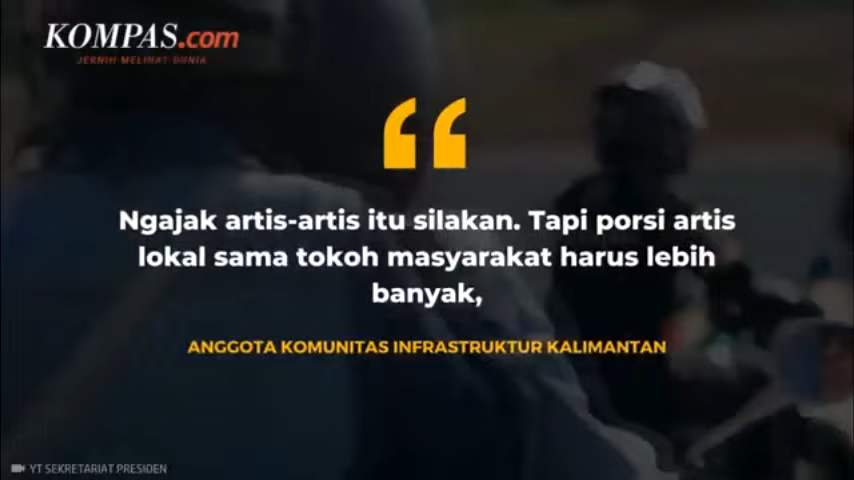 KOMPAS.com
JERNIH MELIHAT DUNIA
Ngajak artis-artis itu silakan. Tapi porsi artis
lokal sama tokoh masyarakat harus lebih
banyak,
ANGGOTA KOMUNITAS INFRASTRUKTUR KALIMANTAN
YT SEKRETARIAT PRESIDEN